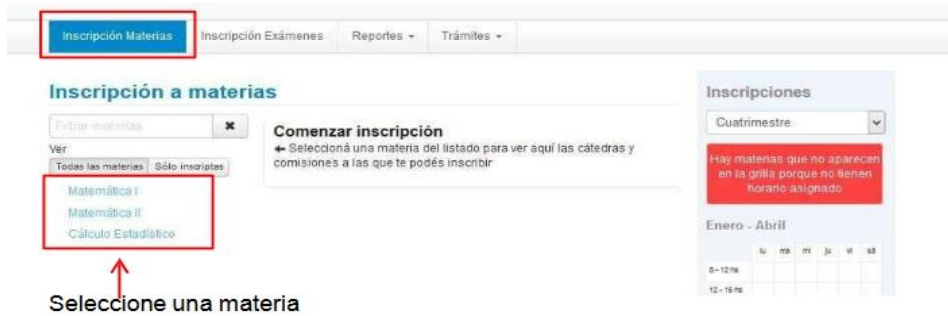 Inscripción Materias
Inscripción Exámenes
Reportes
Trámites
Inscripción a materias
Filtrar materias
Ver
Todas las materias
Sólo inscriptas
Matemática I
Matemática II
Cálculo Estadístico
Seleccione una materia
Comenzar inscripción
Seleccioná una materia del listado para ver aquí las cátedras y
comisiones a las que te podés inscribir
Inscripciones
Cuatrimestre
Hay materias que no aparecen
en la grilla porque no tienen
horario asignado
Enero - Abril
lu ma mi ju vi sá
8 - 12 hs
12 - 16 hs